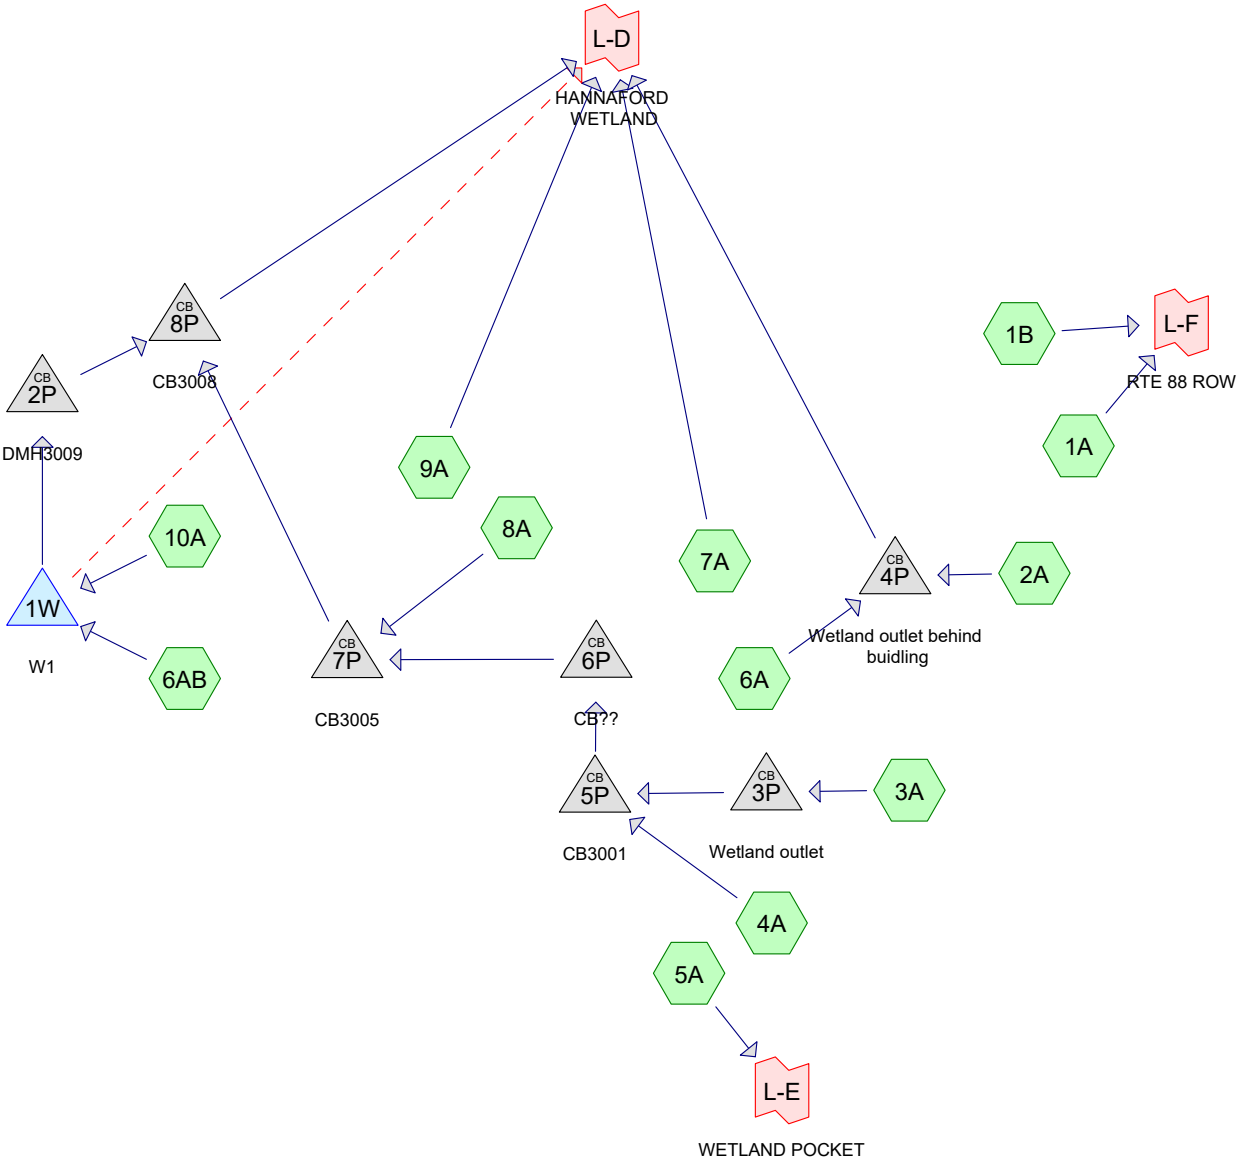 L-D
HANNAFORD
WETLAND
CB
8P
CB3008
1B
L-F
RTE 88 ROW
CB
2P
DMH3009
1A
9A
8A
10A
7A
CB
4P
2A
Wetland outlet behind
buidling
1W
W1
6AB
CB
7P
CB3005
CB
6P
CB??
6A
CB
5P
CB3001
CB
3P
Wetland outlet
3A
4A
5A
L-E
WETLAND POCKET